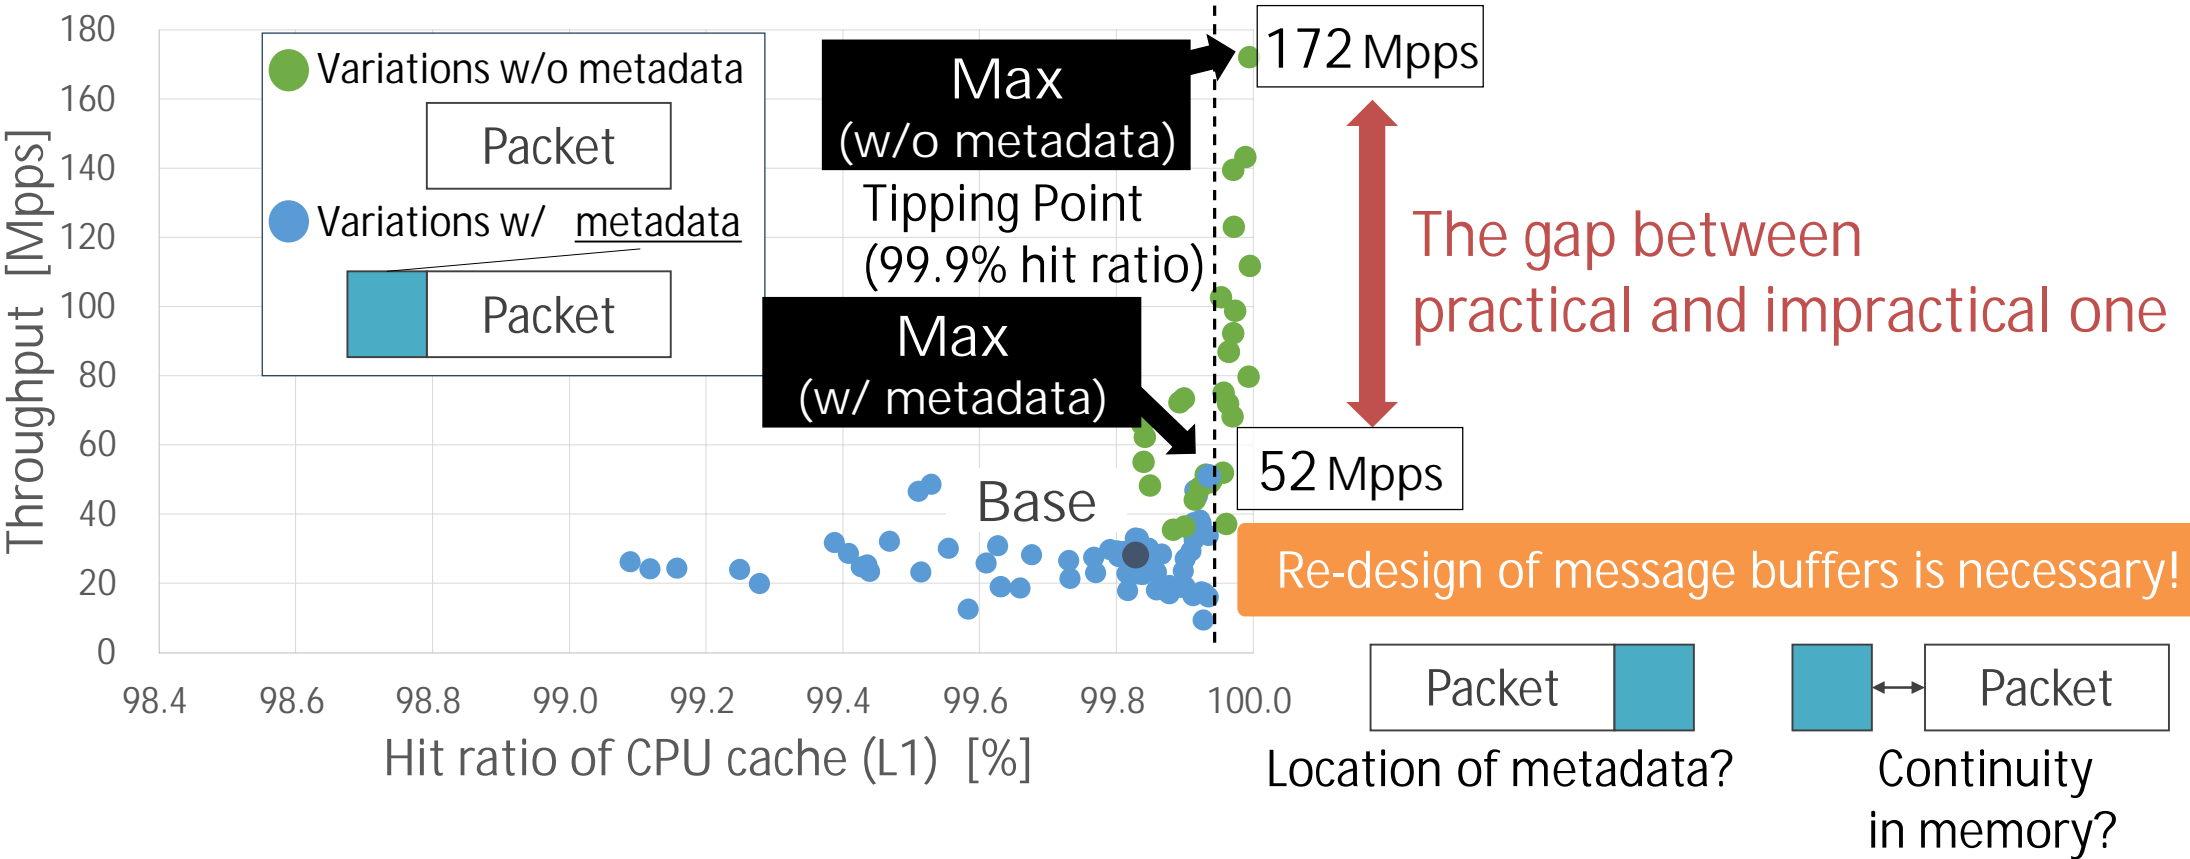 180
160
140
120
100
80
60
40
20
0
Throughput [Mpps]
98.4
98.6
98.8
99.0
99.2
99.4
99.6
99.8
100.0
Hit ratio of CPU cache (L1) [%]
Variations w/o metadata
Packet
Variations w/ metadata
Packet
Max
(w/o metadata)
172 Mpps
Tipping Point
(99.9% hit ratio)
Max
(w/ metadata)
52 Mpps
Base
The gap between
practical and impractical one
Re-design of message buffers is necessary!
Packet
Location of metadata?
Packet
Continuity
in memory?